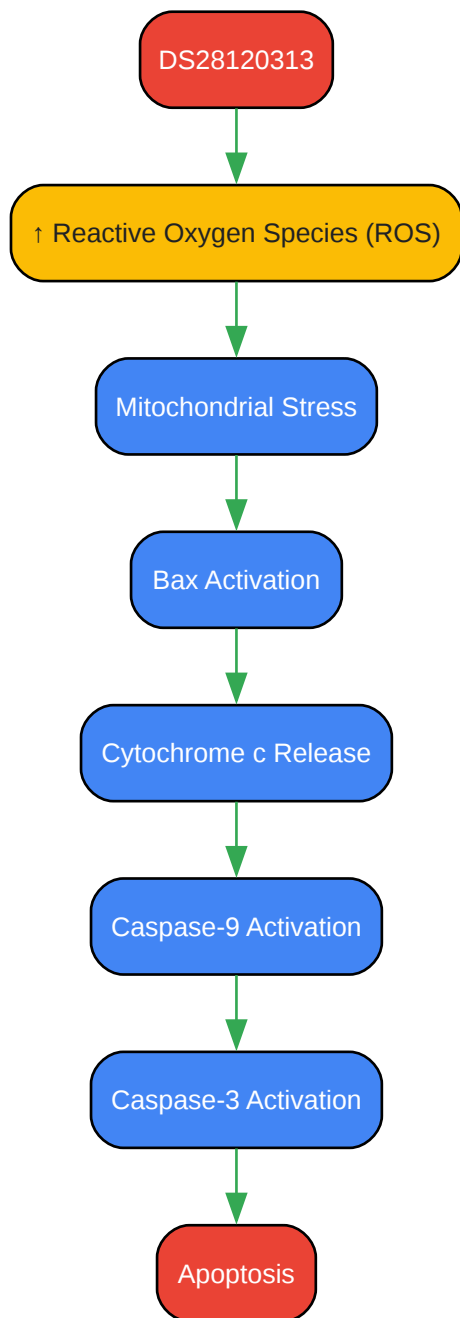 DS28120313
↑ Reactive Oxygen Species (ROS)
Mitochondrial Stress
Bax Activation
Cytochrome c Release
Caspase-9 Activation
Caspase-3 Activation
Apoptosis